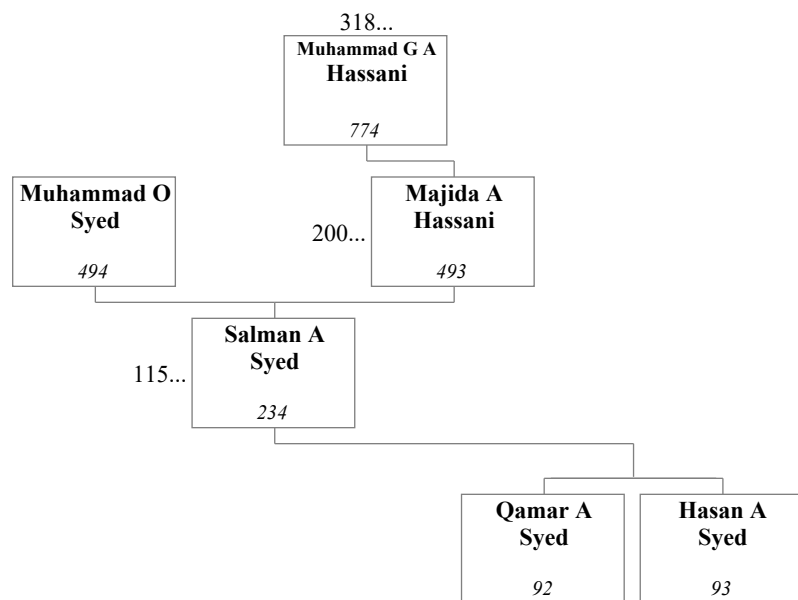 318...
Muhammad G A
Hassani
774
Muhammad O
Syed
494
200...
Majida A
Hassani
493
115...
Salman A
Syed
234
Qamar A
Syed
92
Hasan A
Syed
93